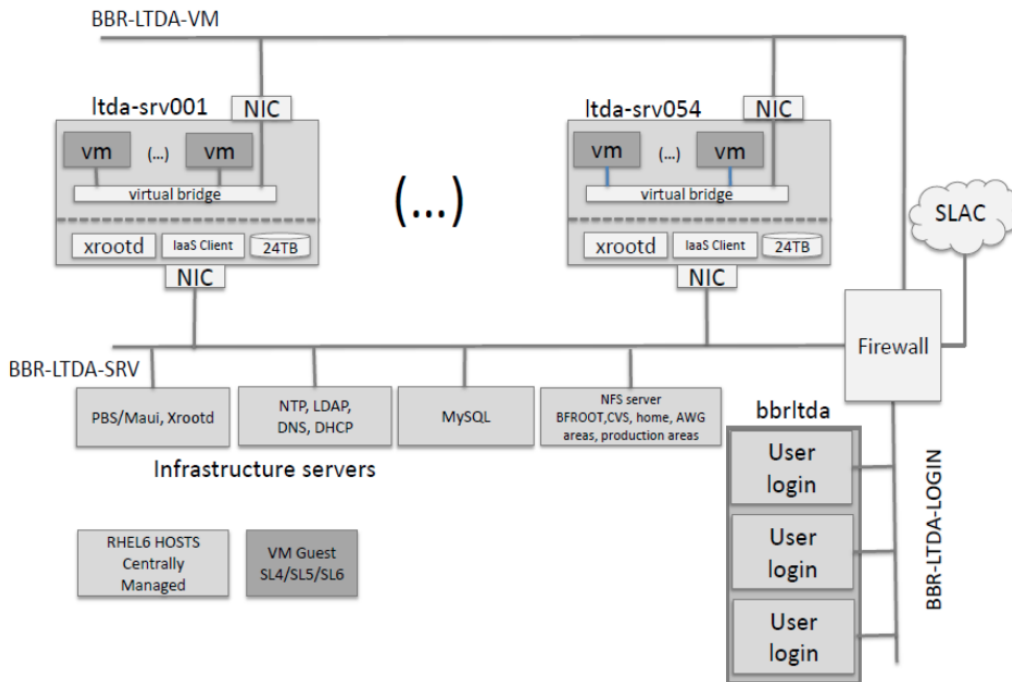 BBR-LTDA-VM
ltda-srv001
NIC
vm
(...)
vm
virtual bridge
xrootd
IaaS Client
24TB
NIC
(...)
ltda-srv054
NIC
vm
(...)
vm
virtual bridge
xrootd
IaaS Client
24TB
NIC
SLAC
Firewall
BBR-LTDA-SRV
PBS/Maui, Xrootd
NTP, LDAP,
DNS, DHCP
MySQL
NFS server
BFROOT,CVS, home, AWG
areas, production areas
Infrastructure servers
bbrltda
User
login
User
login
User
login
BBR-LTDA-LOGIN
RHEL6 HOSTS
Centrally
Managed
VM Guest
SL4/SL5/SL6